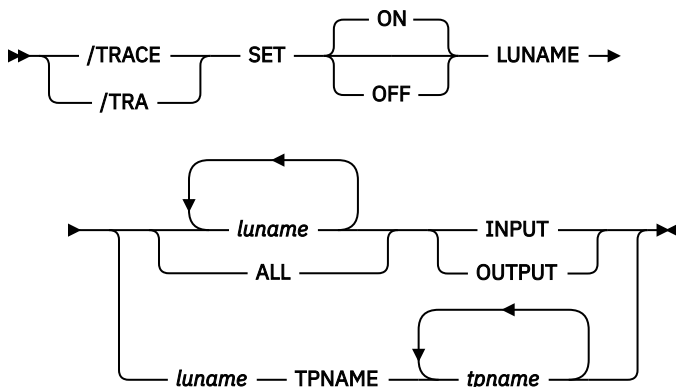 ON
/TRACE SET LUNAME
/TRA OFF
luname INPUT
ALL OUTPUT
luname TPNAME tpname